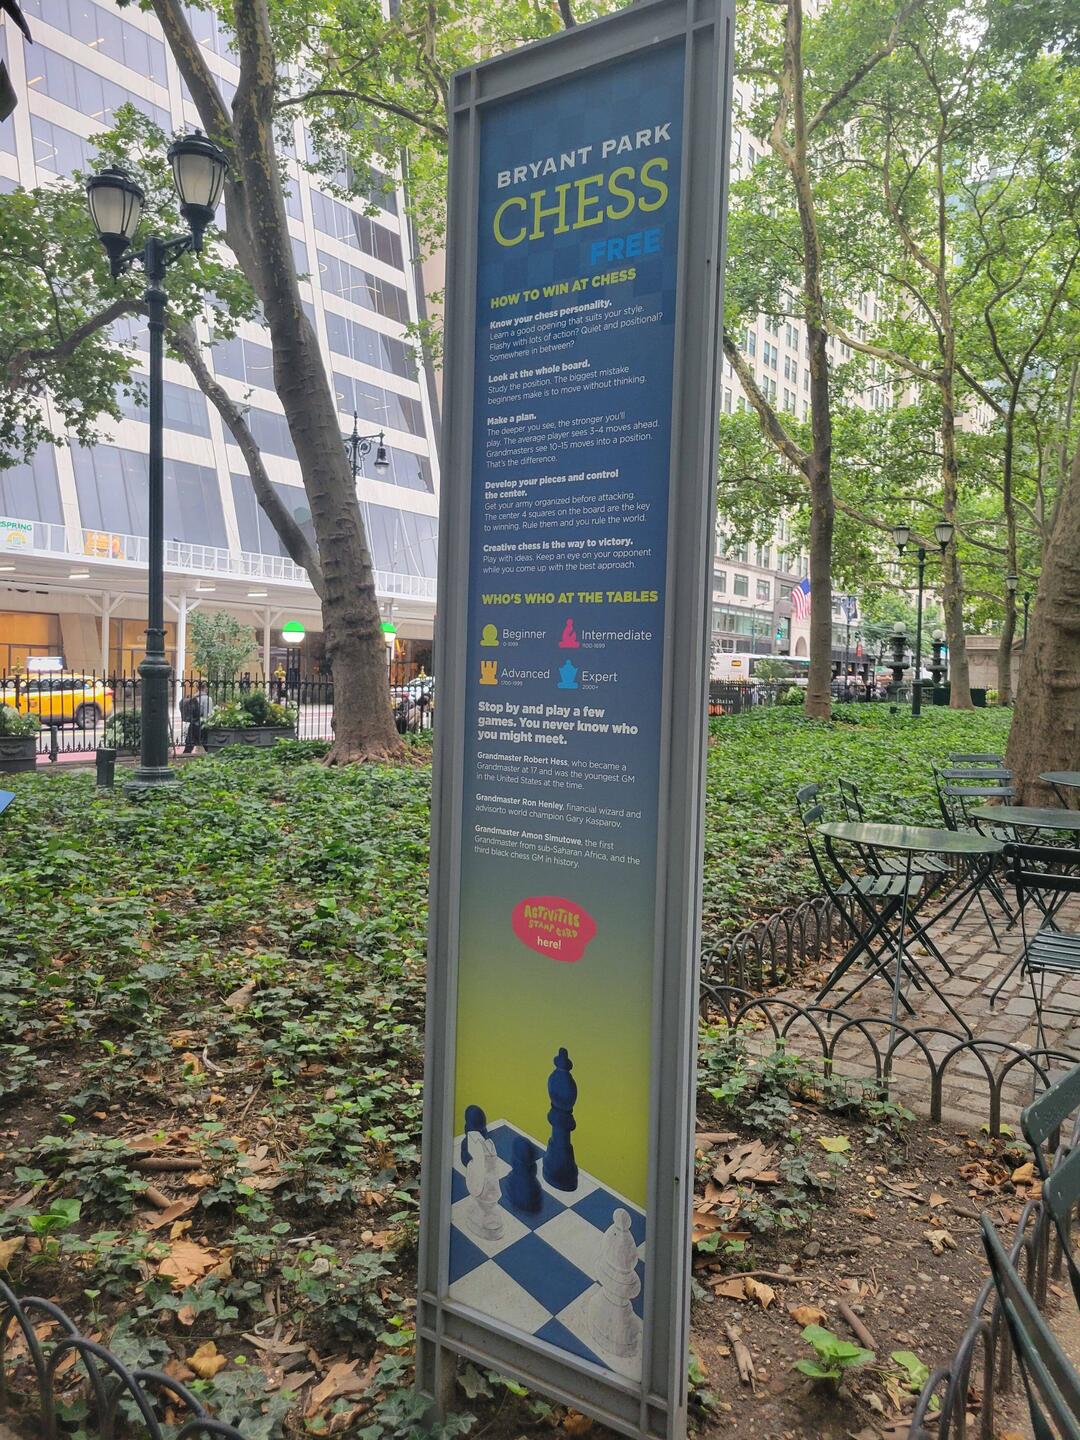 BRYANT PARK
CHESS
FREE
HOW TO WIN AT CHESS
Know your chess personality.
Learn a good opening that suits your style.
Flashy with lots of action? Quiet and positional?
Somewhere in between?
Look at the whole board.
Study the position. The biggest mistake
beginners make is to move without thinking.
Make a plan.
The deeper you see, the stronger you'll
play. The average player sees 3-4 moves ahead.
Grandmasters see 10-15 moves into a position.
That's the difference.
Develop your pieces and control
the center.
Get your army organized before attacking.
The center 4 squares on the board are the key
to winning. Rule them and you rule the world.
Creative chess is the way to victory.
Play with ideas. Keep an eye on your opponent
while you come up with the best approach.
WHO'S WHO AT THE TABLES
Beginner
0-1099
Intermediate
1100-1699
Advanced
1700-1999
Expert
2000+
Stop by and play a few
games. You never know who
you might meet.
Grandmaster Robert Hess, who became a
Grandmaster at 17 and was the youngest GM
in the United States at the time.
Grandmaster Ron Henley, financial wizard and
advisorto world champion Gary Kasparov.
Grandmaster Amon Simutowe, the first
Grandmaster from sub-Saharan Africa, and the
third black chess GM in history.
ACTIVITIES
STAMP CARD
here!
SPRING